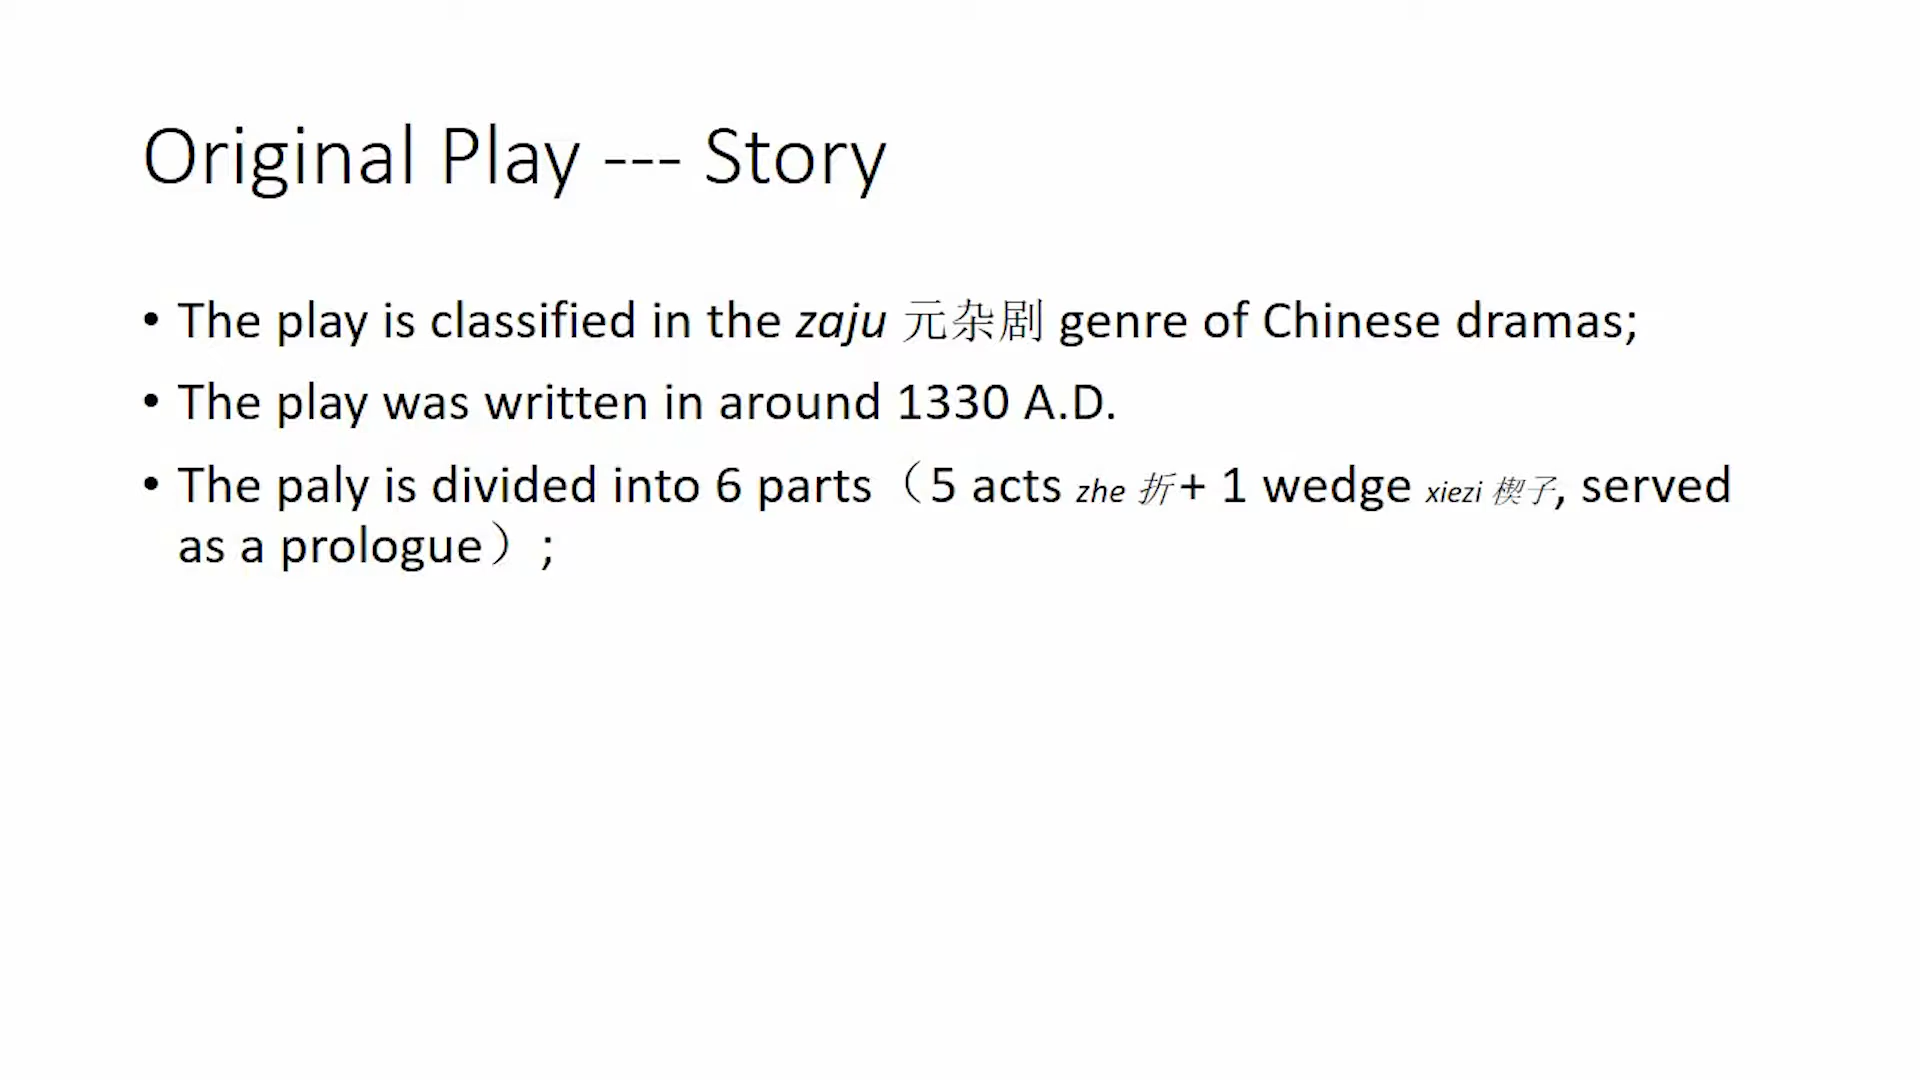 Original Play --- Story
• The play is classified in the zaju 元杂剧 genre of Chinese dramas;
• The play was written in around 1330 A.D.
• The paly is divided into 6 parts（5 acts zhe 折+ 1 wedge xiezi 楔子, served
as a prologue）;